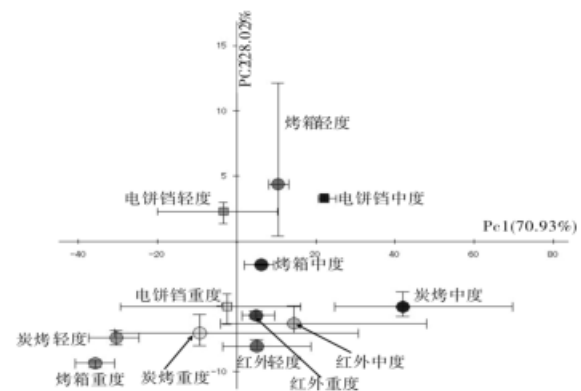 PC2(28.02%
15
10
烤箱轻度
5
电饼铛轻度
电饼铛中度
Pc1(70.93%)
-40
-20
0
20
40
60
80
烤箱中度
电饼铛重度
炭烤中度
炭烤轻度
红外轻度
红外中度
烤箱重度
炭烤重度
-10
红外重度